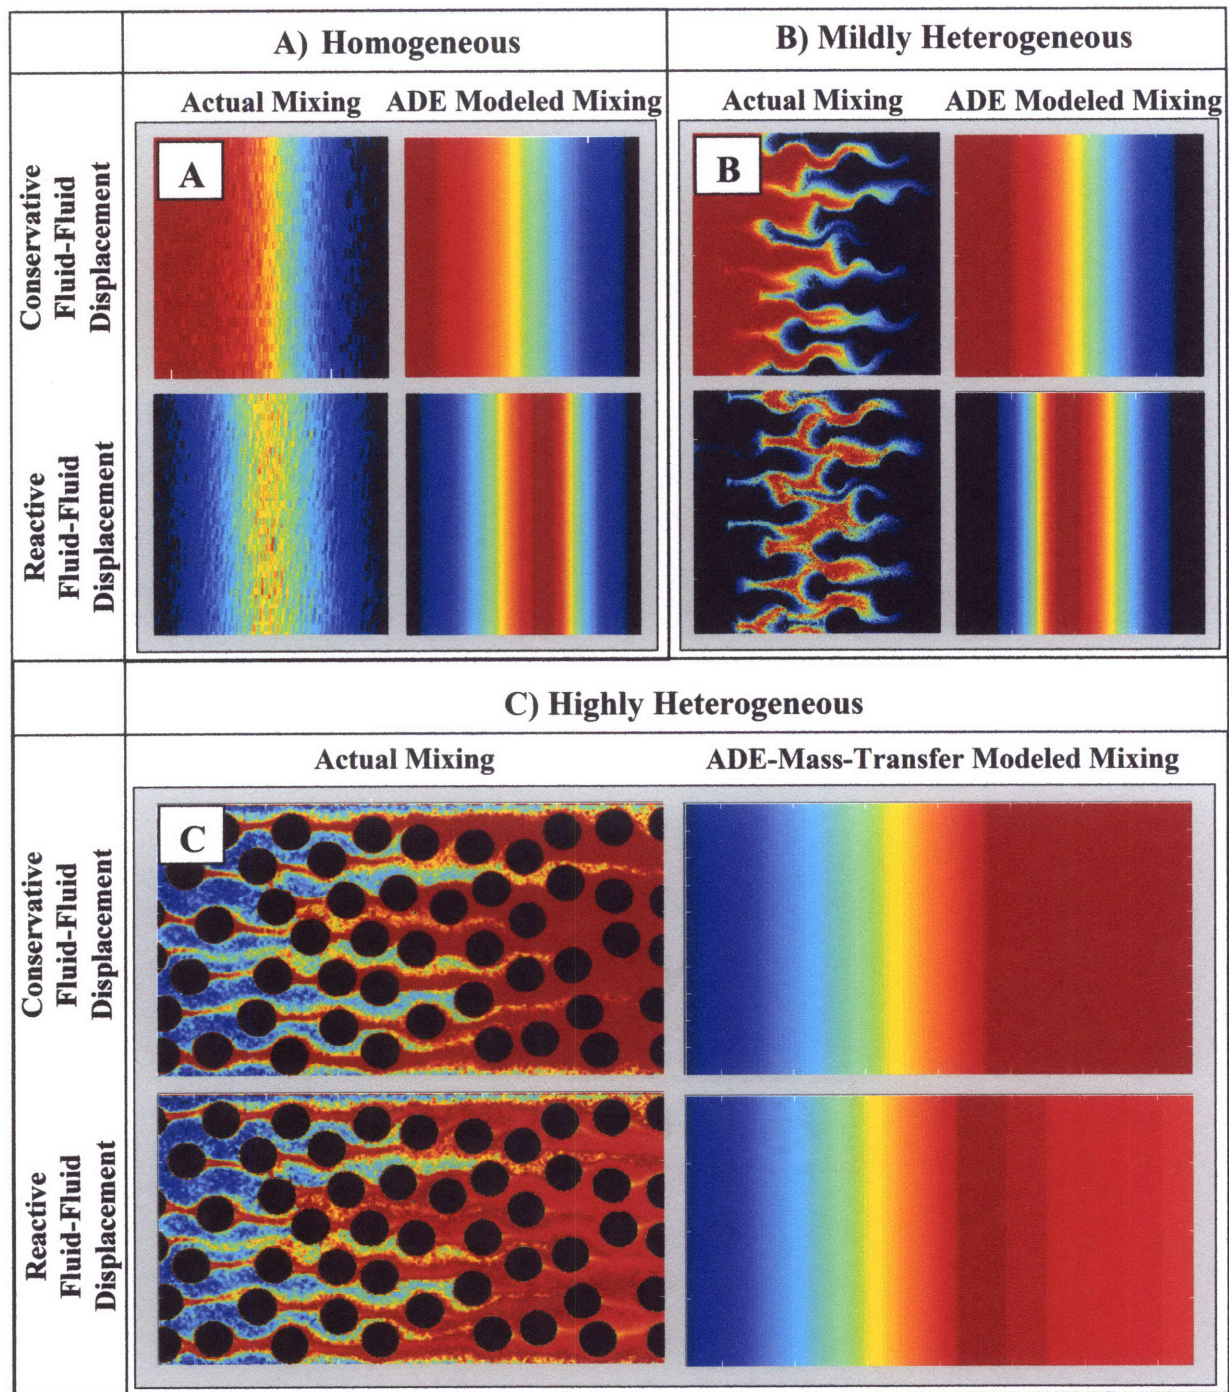 A) Homogeneous
B) Mildly Heterogeneous
Actual Mixing
ADE Modeled Mixing
Actual Mixing
ADE Modeled Mixing
Conservative
Fluid-Fluid
Displacement
A
B
Reactive
Fluid-Fluid
Displacement
C) Highly Heterogeneous
Actual Mixing
ADE-Mass-Transfer Modeled Mixing
Conservative
Fluid-Fluid
Displacement
C
Reactive
Fluid-Fluid
Displacement